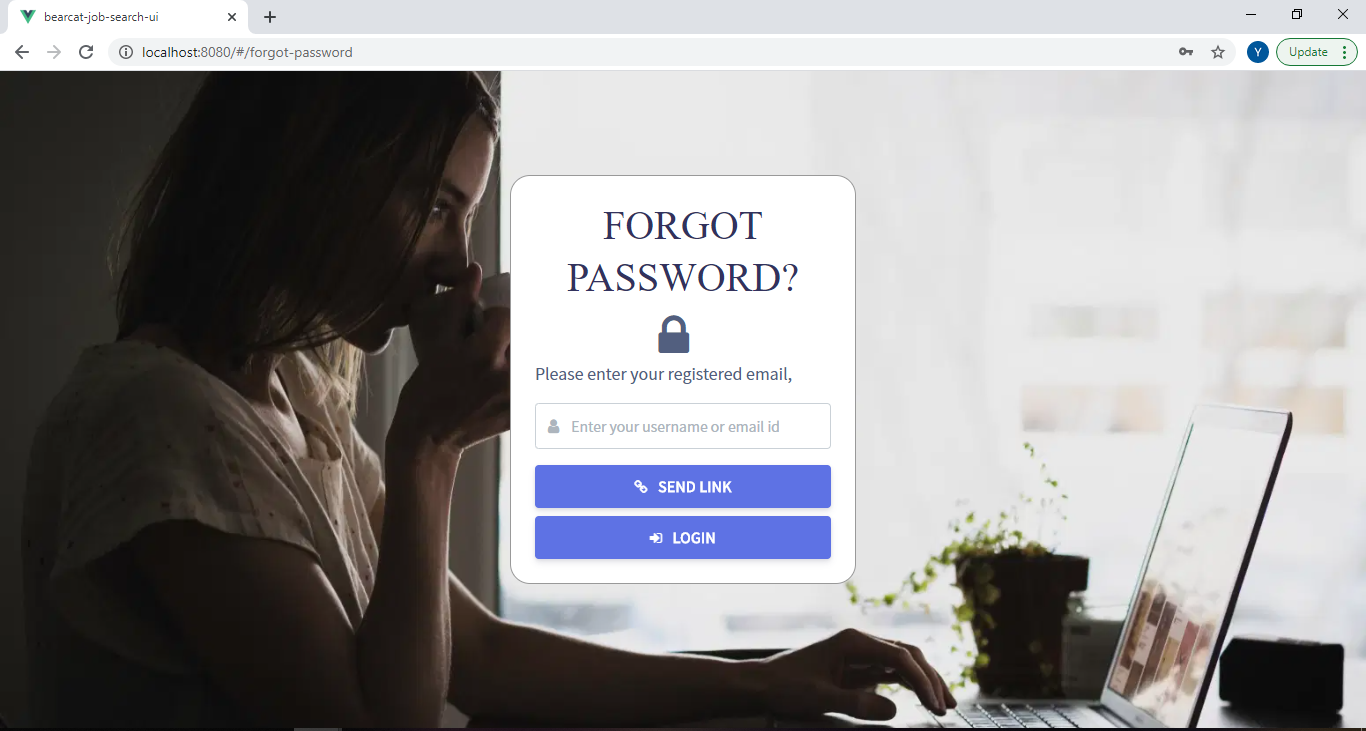 bearcat-job-search-ui
localhost:8080/#/forgot-password
Y
Update
FORGOT
PASSWORD?
Please enter your registered email,
Enter your username or email id
SEND LINK
LOGIN